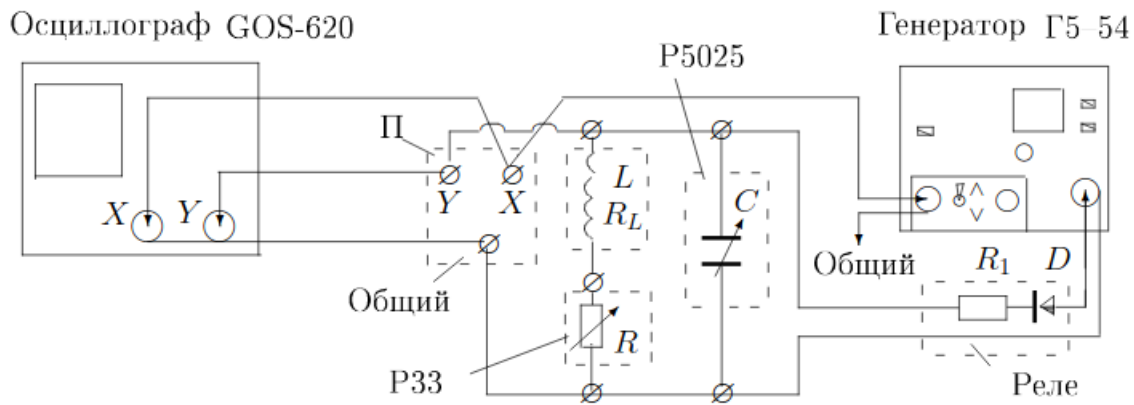 Осциллограф GOS-620
Генератор Г5–54
Р5025
П
Y
X
L
R_L
C
X
Y
Общий
Общий
R_1
D
Р33
R
Реле